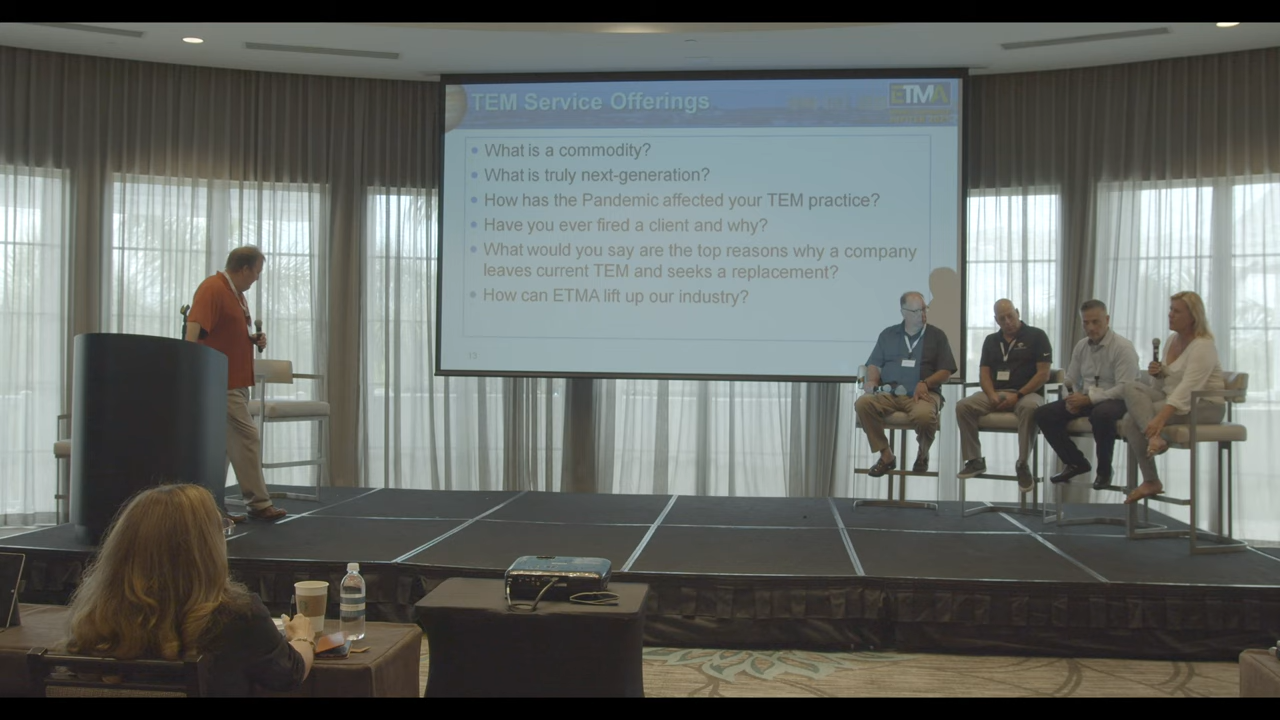 TEM Service Offerings
ETMA
• What is a commodity?
• What is truly next-generation?
• How has the Pandemic affected your TEM practice?
• Have you ever fired a client and why?
• What would you say are the top reasons why a company
leaves current TEM and seeks a replacement?
• How can ETMA lift up our industry?
13